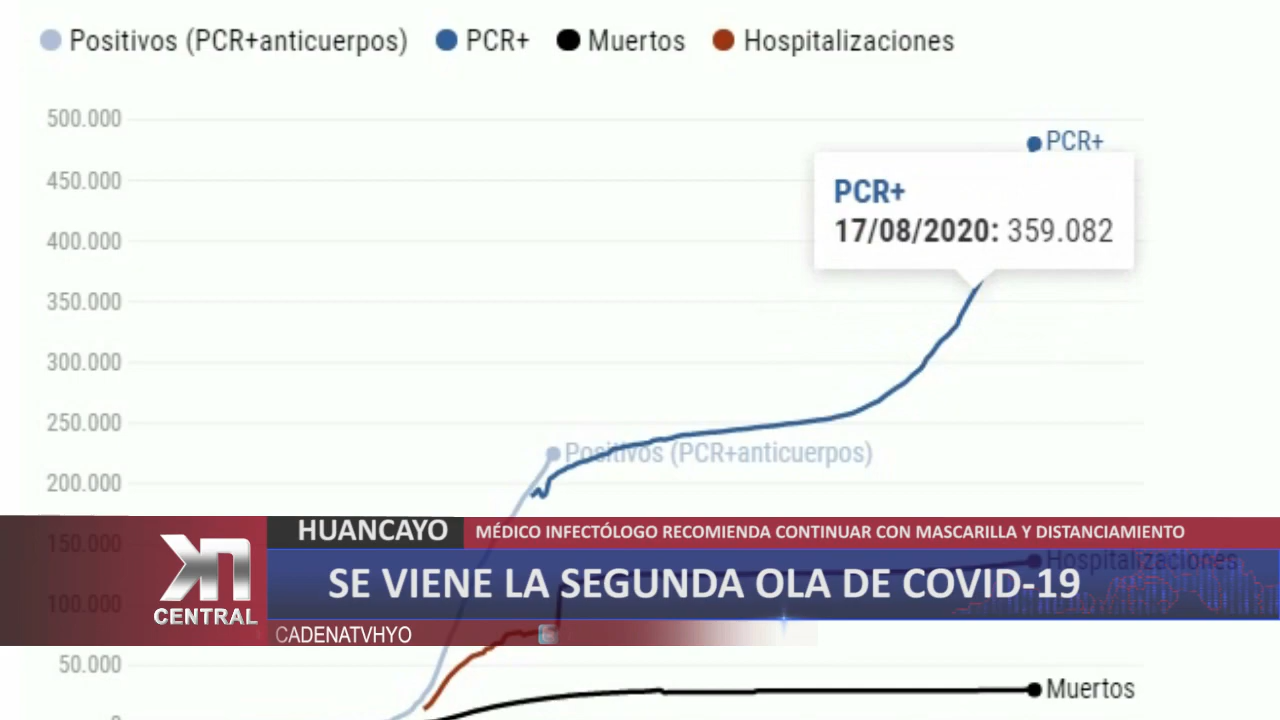 Positivos (PCR+anticuerpos) PCR+ Muertos Hospitalizaciones
500.000
PCR+
450.000
PCR+
17/08/2020: 359.082
400.000
350.000
300.000
250.000
Positivos (PCR+anticuerpos)
200.000
150.000
Hospitalizaciones
100.000
50.000
Muertos
0
HUANCAYO
MÉDICO INFECTÓLOGO RECOMIENDA CONTINUAR CON MASCARILLA Y DISTANCIAMIENTO
SE VIENE LA SEGUNDA OLA DE COVID-19
CENTRAL
CADENATVHYO